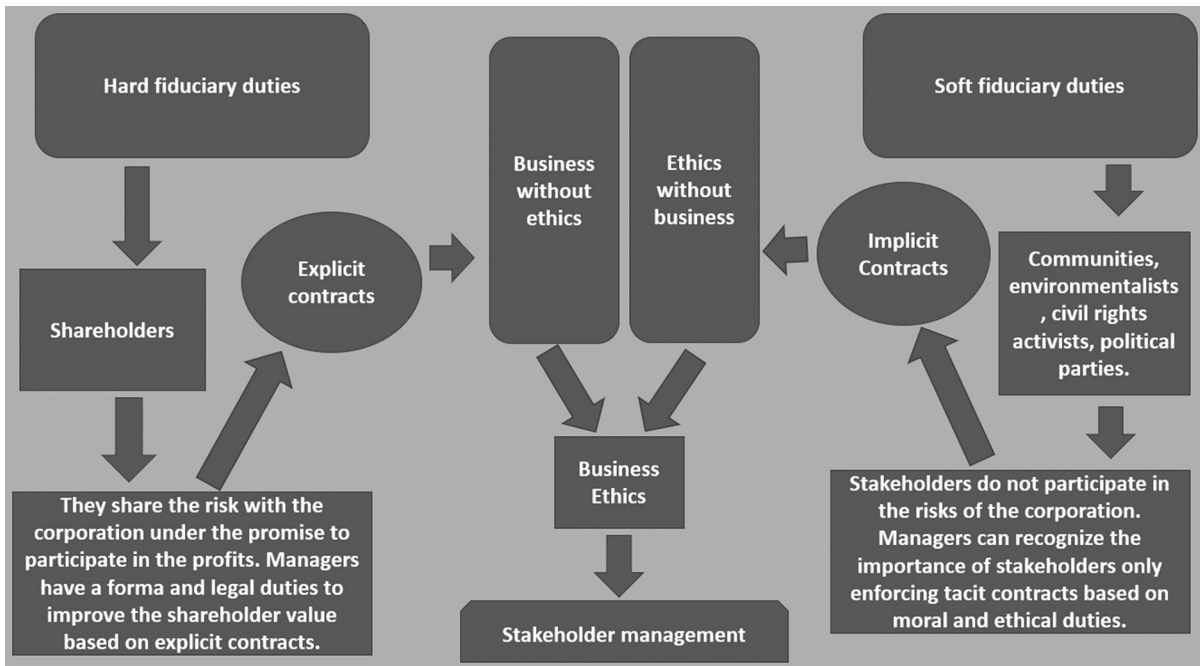 Hard fiduciary duties
Shareholders
They share the risk with the
corporation under the promise to
participate in the profits. Managers
have a forma and legal duties to
improve the shareholder value
based on explicit contracts.
Explicit
contracts
Business
without
ethics
Ethics
without
business
Business
Ethics
Stakeholder management
Implicit
Contracts
Soft fiduciary duties
Communities,
environmentalists
, civil rights
activists, political
parties.
Stakeholders do not participate in
the risks of the corporation.
Managers can recognize the
importance of stakeholders only
enforcing tacit contracts based on
moral and ethical duties.